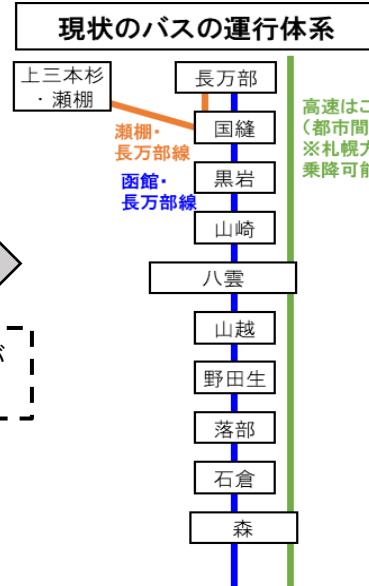 現状のバスの運行体系
上三本杉
・瀬棚
長万部
瀬棚・
長万部線
国縫
高速はこ
(都市間
※札幌方
乗降可能
函館・
長万部線
黒岩
山崎
八雲
山越
が
野田生
落部
石倉
森